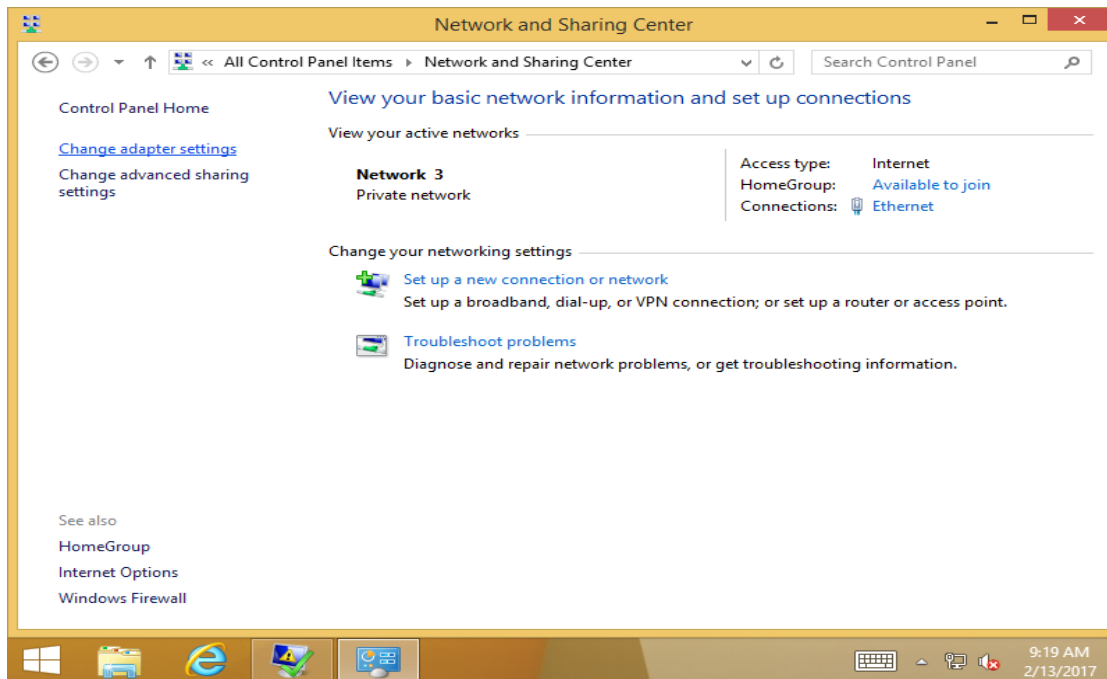 Network and Sharing Center
« All Control Panel Items Network and Sharing Center
Search Control Panel
Control Panel Home
Change adapter settings
Change advanced sharing
settings
View your basic network information and set up connections
View your active networks
Network 3
Private network
Access type: Internet
HomeGroup: Available to join
Connections: Ethernet
Change your networking settings
Set up a new connection or network
Set up a broadband, dial-up, or VPN connection; or set up a router or access point.
Troubleshoot problems
Diagnose and repair network problems, or get troubleshooting information.
See also
HomeGroup
Internet Options
Windows Firewall
9:19 AM
2/13/2017